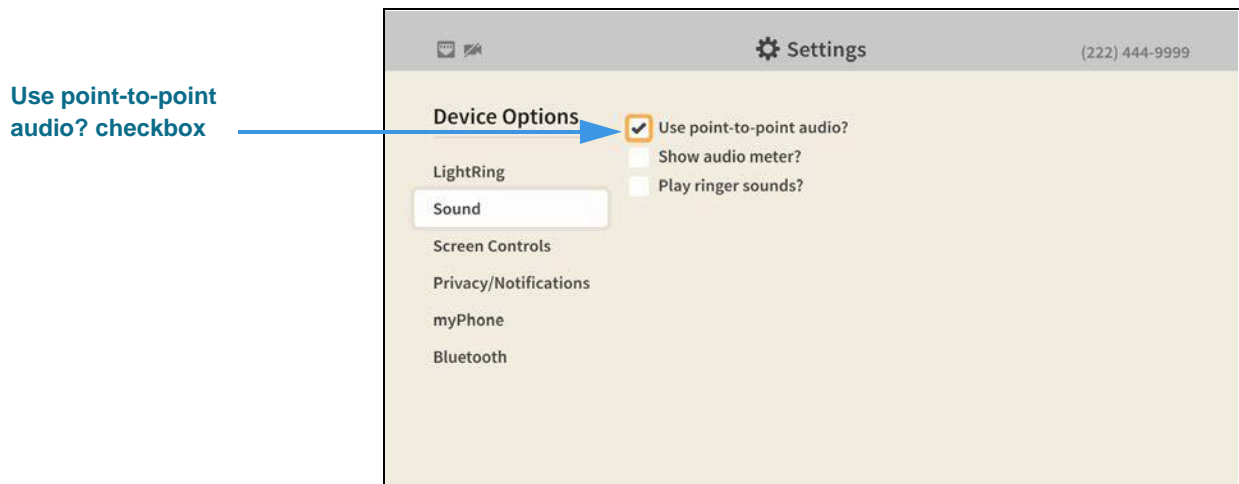 Settings
(222) 444-9999
Use point-to-point
audio? checkbox
Device Options
LightRing
Sound
Screen Controls
Privacy/Notifications
myPhone
Bluetooth
Use point-to-point audio?
Show audio meter?
Play ringer sounds?